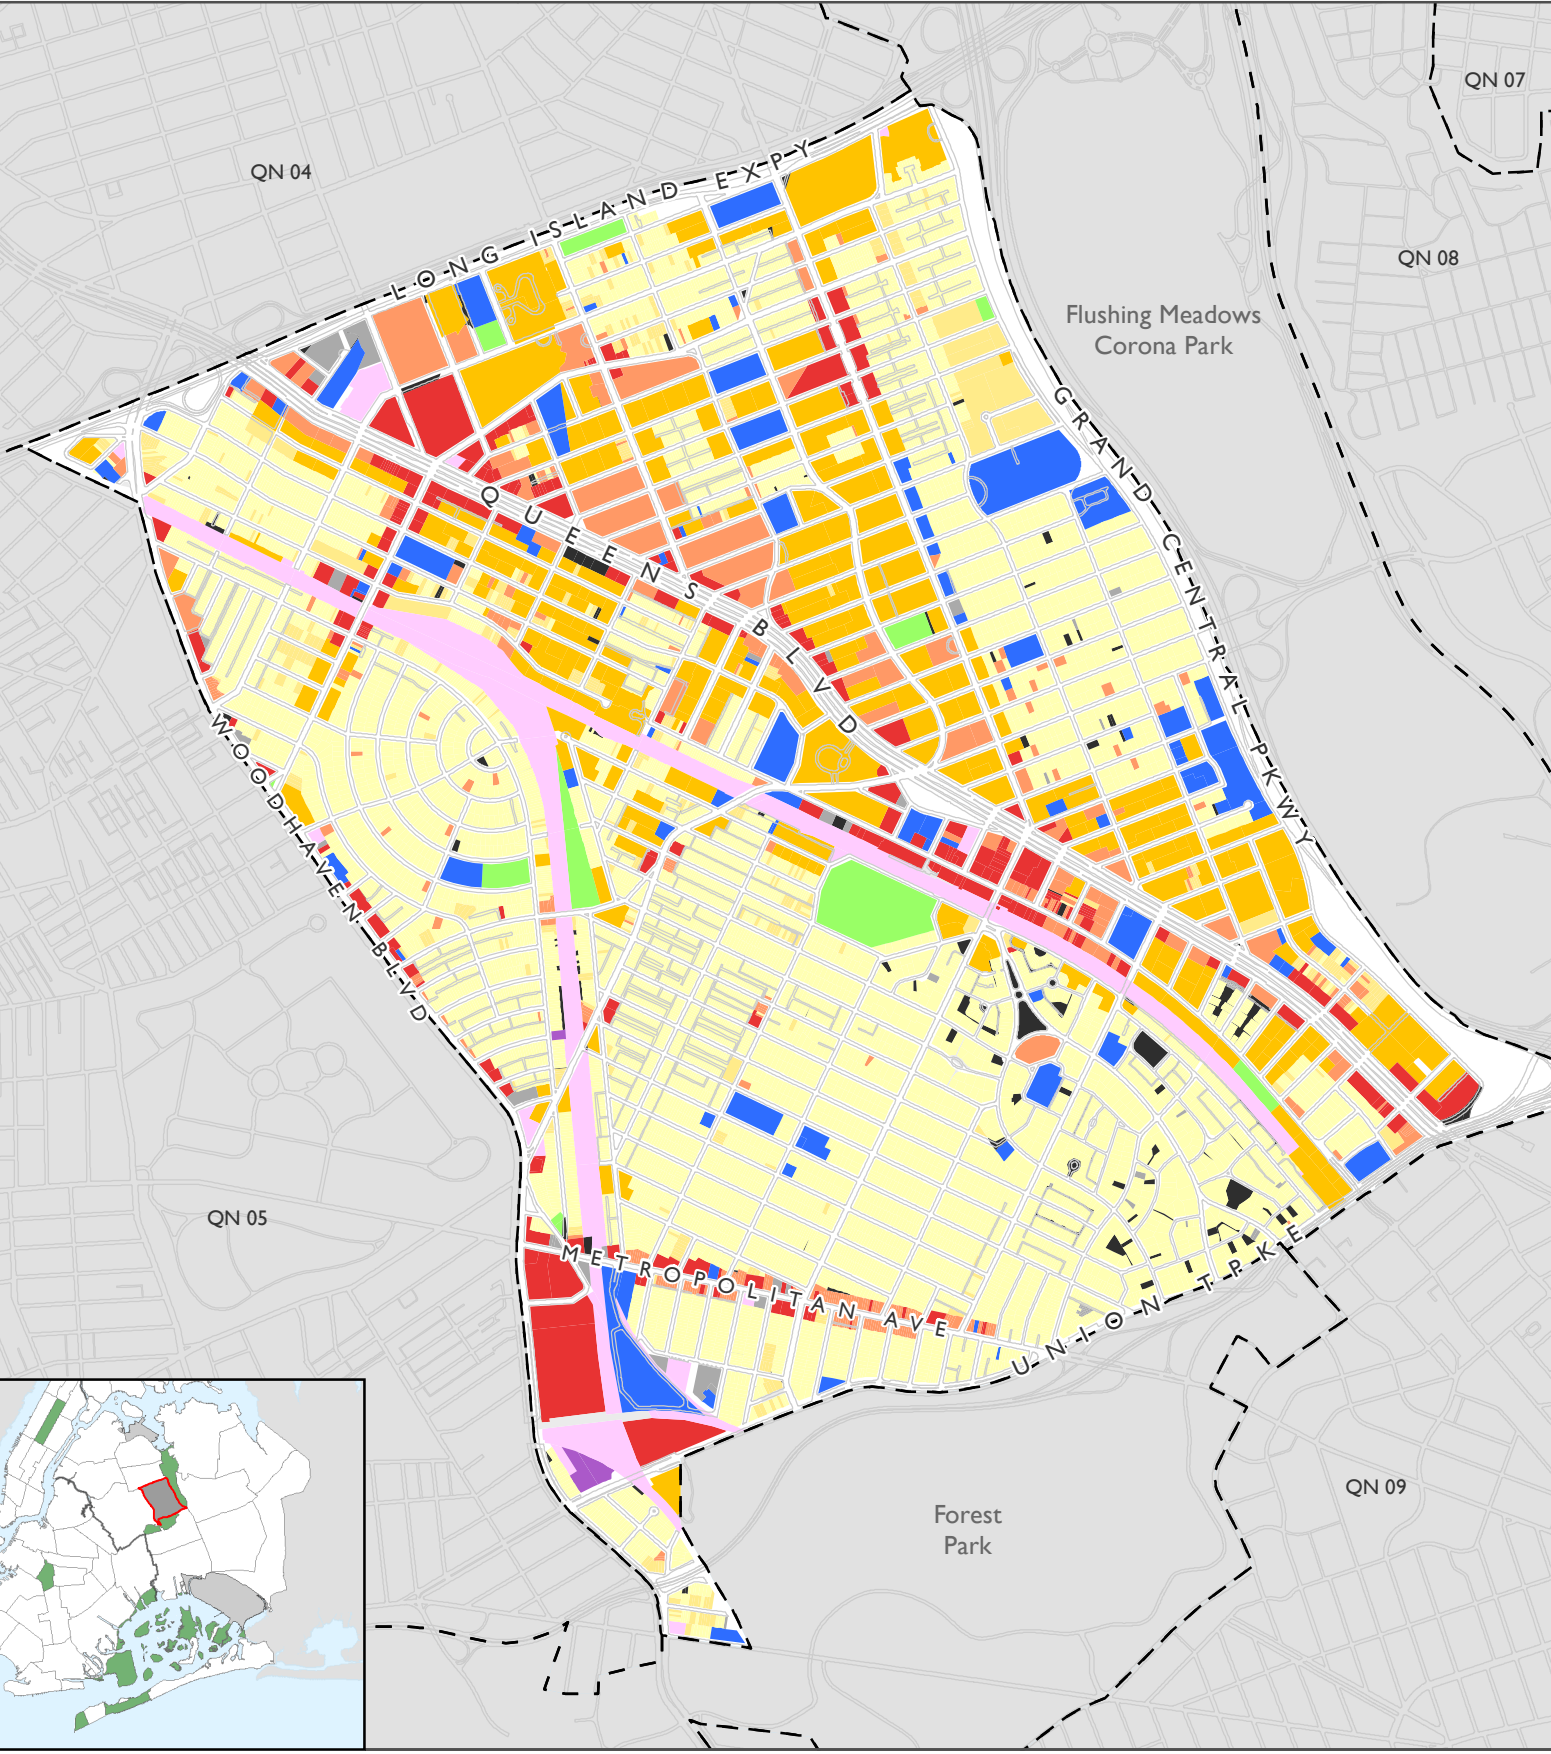 QN 07
QN 04
LONG ISLAND EXPY
QN 08
Flushing Meadows
Corona Park
GRAND CENTRAL PKWY
QUEENS BLVD
WOODHAVEN BLVD
QN 05
METROPOLITAN AVE
UNION TPKE
QN 09
Forest
Park